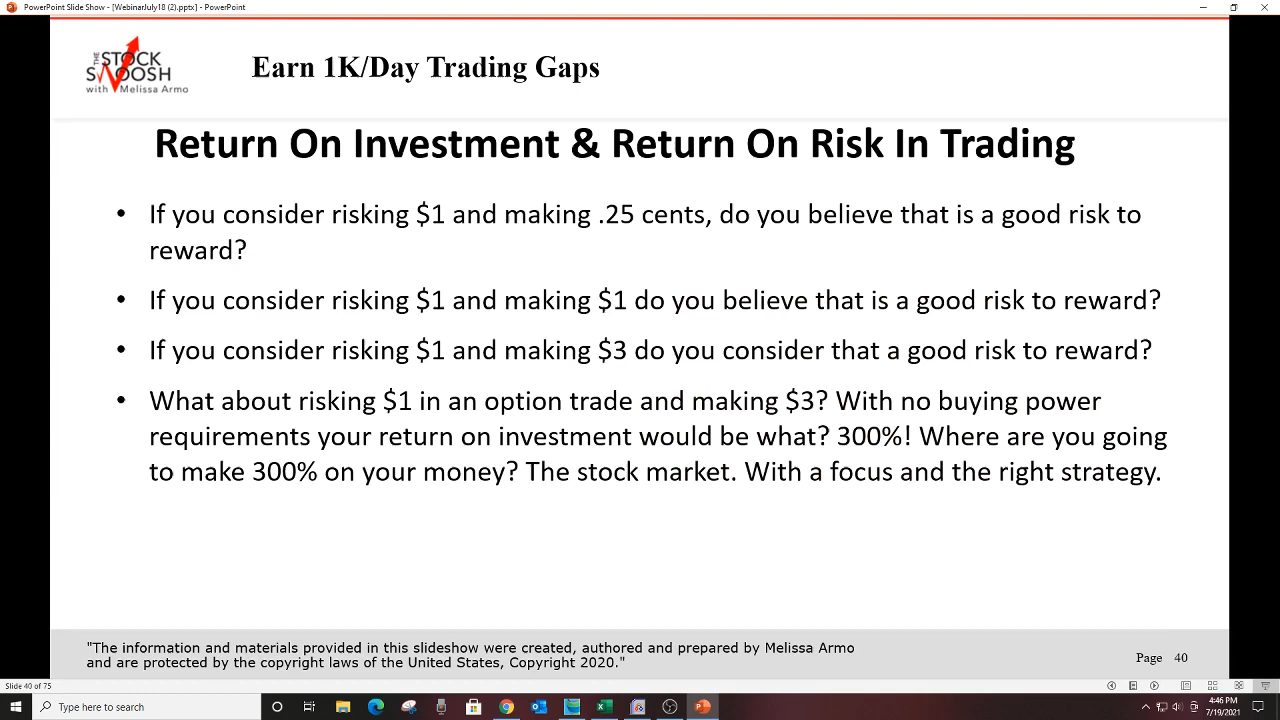 PowerPoint Slide Show - [WebinarJuly18 (2).pptx] - PowerPoint
THE STOCK
SWOOSH
with Melissa Armo
Earn 1K/Day Trading Gaps
Return On Investment & Return On Risk In Trading
• If you consider risking $1 and making .25 cents, do you believe that is a good risk to
reward?
• If you consider risking $1 and making $1 do you believe that is a good risk to reward?
• If you consider risking $1 and making $3 do you consider that a good risk to reward?
• What about risking $1 in an option trade and making $3? With no buying power
requirements your return on investment would be what? 300%! Where are you going
to make 300% on your money? The stock market. With a focus and the right strategy.
"The information and materials provided in this slideshow were created, authored and prepared by Melissa Armo
and are protected by the copyright laws of the United States, Copyright 2020."
Page 40
Slide 40 of 75
Type here to search
4:46 PM
7/19/2021